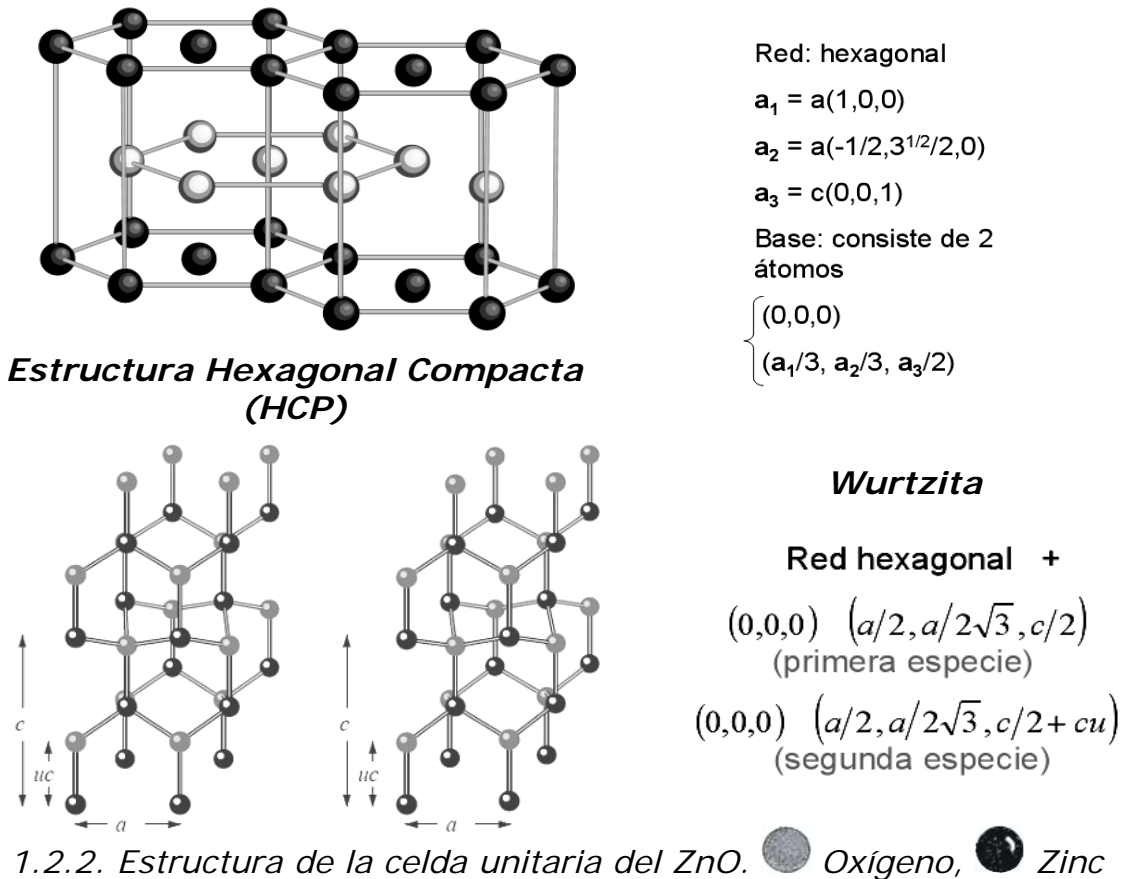 Red: hexagonal
a₁ = a(1,0,0)
a₂ = a(-1/2,3^{1/2}/2,0)
a₃ = c(0,0,1)
Base: consiste de 2
átomos
(0,0,0)
(a₁/3, a₂/3, a₃/2)
Estructura Hexagonal Compacta
(HCP)
Wurtzita
Red hexagonal +
(0,0,0) (a/2,a/2√3,c/2)
(primera especie)
(0,0,0) (a/2,a/2√3,c/2+cu)
(segunda especie)
c
uc
a
c
uc
a
1.2.2. Estructura de la celda unitaria del ZnO. Oxígeno, Zinc